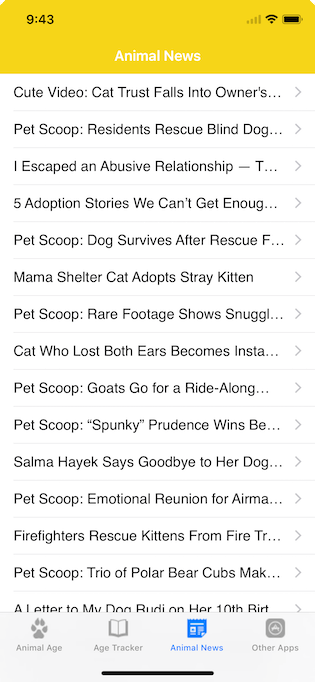 9:43
Animal News
Cute Video: Cat Trust Falls Into Owner's...
Pet Scoop: Residents Rescue Blind Dog...
I Escaped an Abusive Relationship — T...
5 Adoption Stories We Can't Get Enoug...
Pet Scoop: Dog Survives After Rescue F...
Mama Shelter Cat Adopts Stray Kitten
Pet Scoop: Rare Footage Shows Snuggl...
Cat Who Lost Both Ears Becomes Insta...
Pet Scoop: Goats Go for a Ride-Along...
Pet Scoop: “Spunky” Prudence Wins Be...
Salma Hayek Says Goodbye to Her Dog...
Pet Scoop: Emotional Reunion for Airma...
Firefighters Rescue Kittens From Fire Tr...
Pet Scoop: Trio of Polar Bear Cubs Mak...
A Letter to My Dog Rudi on Her 10th Birt...
Animal Age
Age Tracker
Animal News
Other Apps